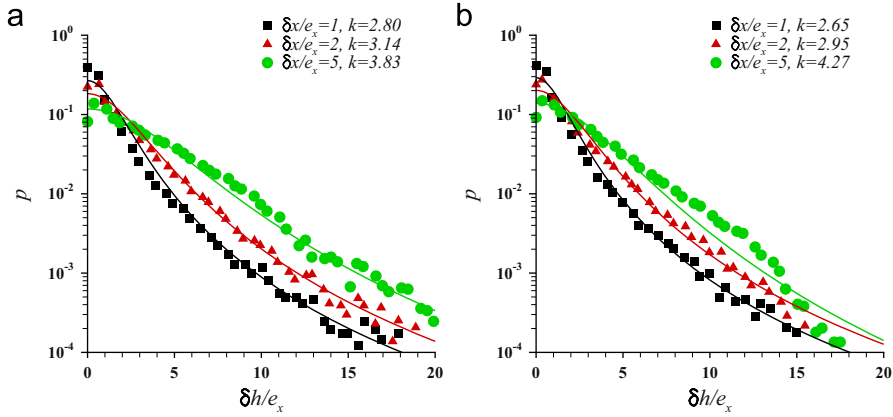 a
δx/eₓ=1, k=2.80
δx/eₓ=2, k=3.14
δx/eₓ=5, k=3.83
p
10⁰
10⁻¹
10⁻²
10⁻³
10⁻⁴
0 5 10 15 20
δh/eₓ
b
δx/eₓ=1, k=2.65
δx/eₓ=2, k=2.95
δx/eₓ=5, k=4.27
p
10⁰
10⁻¹
10⁻²
10⁻³
10⁻⁴
0 5 10 15 20
δh/eₓ